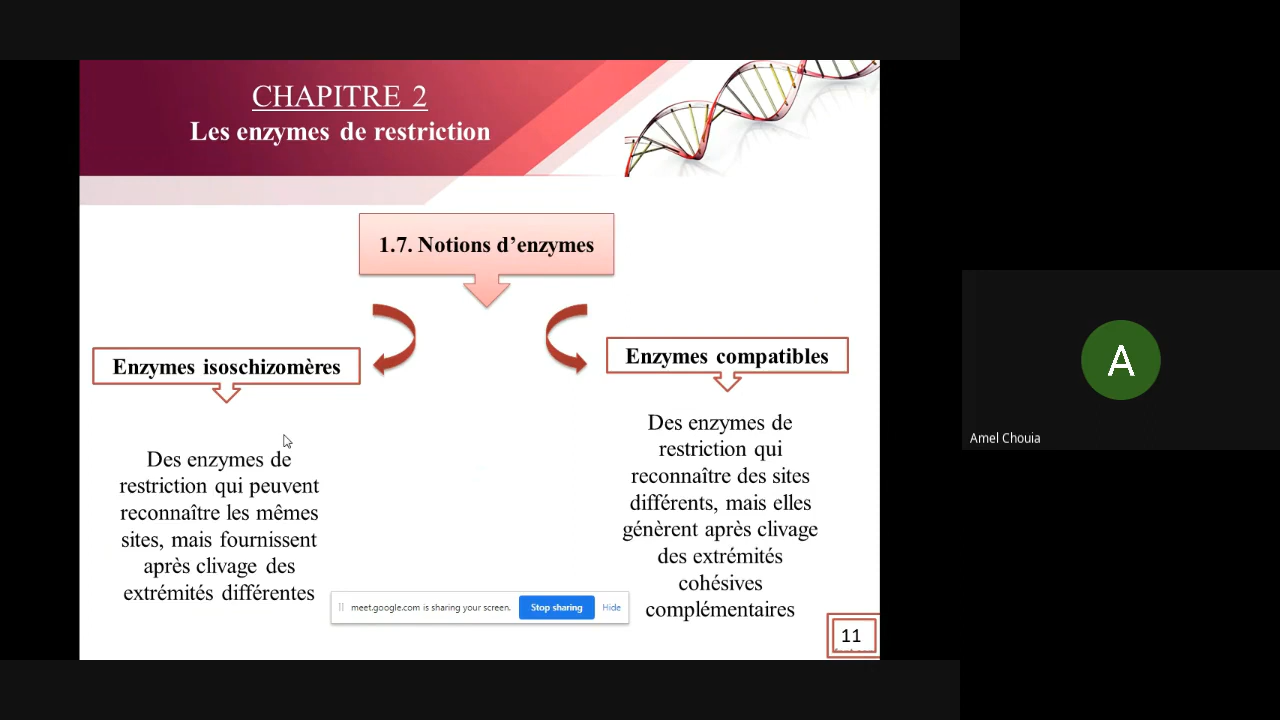 CHAPITRE 2
Les enzymes de restriction
1.7. Notions d’enzymes
Enzymes isoschizomères
Des enzymes de
restriction qui peuvent
reconnaître les mêmes
sites, mais fournissent
après clivage des
extrémités différentes
Enzymes compatibles
Des enzymes de
restriction qui
reconnaître des sites
différents, mais elles
génèrent après clivage
des extrémités
cohésives
complémentaires
meet.google.com is sharing your screen.
Stop sharing
Hide
11
A
Amel Chouia